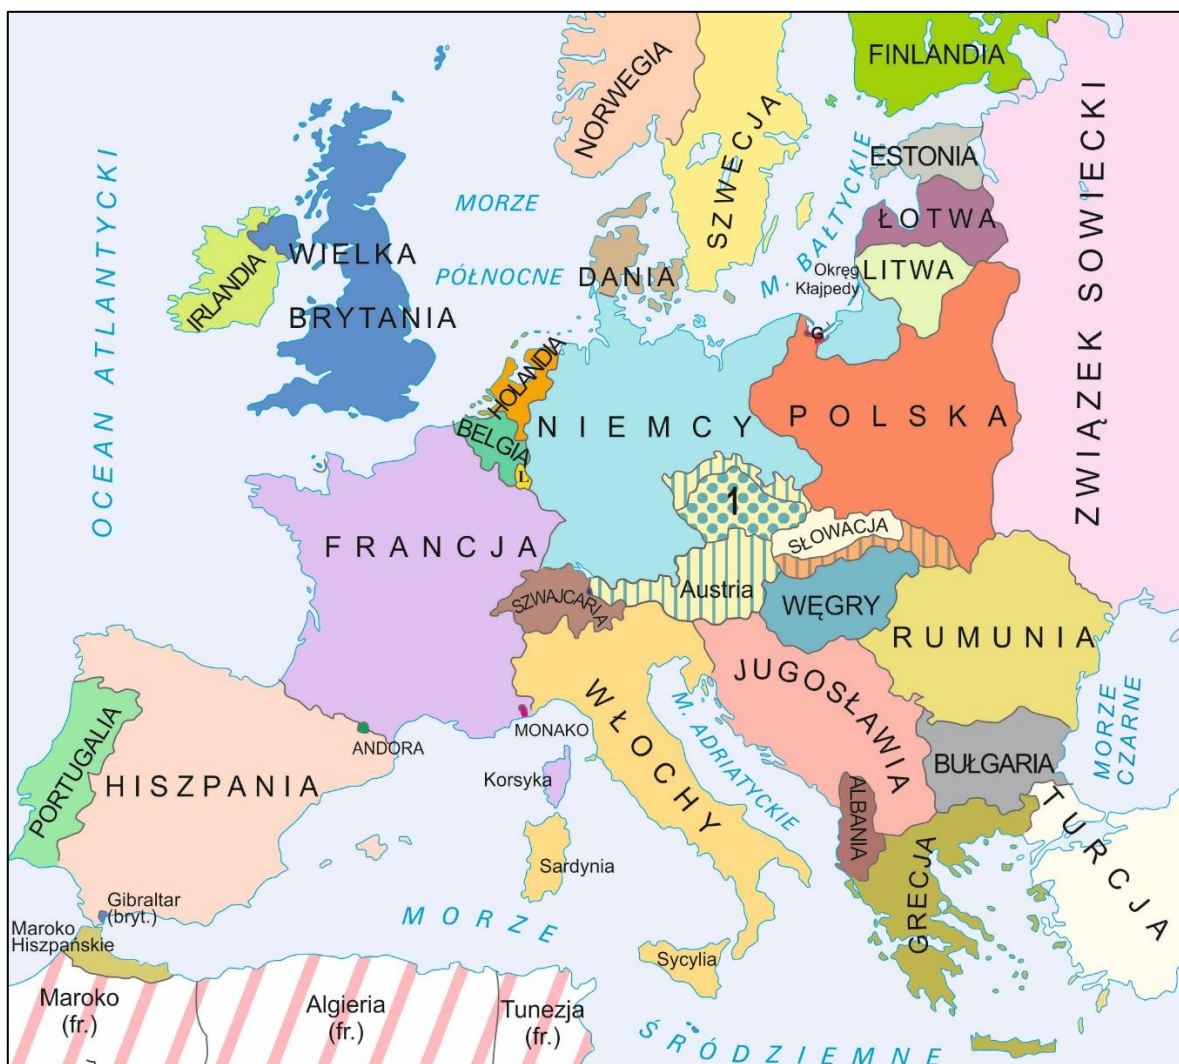 FINLANDIA
NORWEGIA
SZWECJA
ESTONIA
ŁOTWA
M. BAŁTYCKIE
LITWA
Okręg
Kłajpedy
ZWIĄZEK SOWIECKI
OCEAN ATLANTYCKI
MORZE
PÓŁNOCNE
DANIA
IRLANDIA
WIELKA
BRYTANIA
HOLANDIA
BELGIA
L
NIEMCY
G
POLSKA
1
FRANCJA
SŁOWACJA
SZWAJCARIA
Austria
WĘGRY
RUMUNIA
JUGOSŁAWIA
WŁOCHY
M. ADRIATYCKIE
MORZE
CZARNE
PORTUGALIA
HISZPANIA
ANDORA
MONAKO
Korsyka
Sardynia
BUŁGARIA
ALBANIA
GRECJA
TURCJA
Gibraltar
(bryt.)
Maroko
Hiszpańskie
MORZE
ŚRÓDZIEMNE
Sycylia
Maroko
(fr.)
Algieria
(fr.)
Tunezja
(fr.)